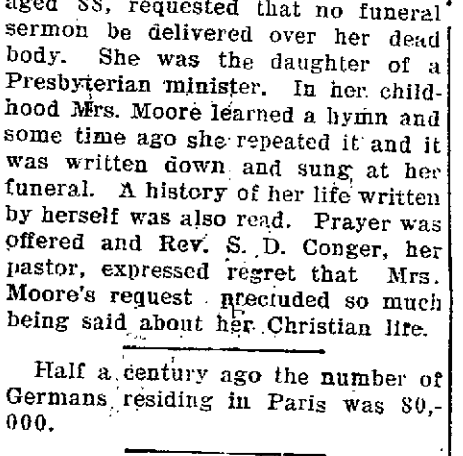 aged 88, requested that no funeral
sermon be delivered over her dead
body. She was the daughter of a
Presbyterian minister. In her child-
hood Mrs. Moore learned a hymn and
some time ago she repeated it and it
was written down and sung at her
funeral. A history of her life written
by herself was also read. Prayer was
offered and Rev. S. D. Conger, her
pastor, expressed regret that Mrs.
Moore's request precluded so much
being said about her Christian life.
Half a century ago the number of
Germans residing in Paris was 80,-
000.